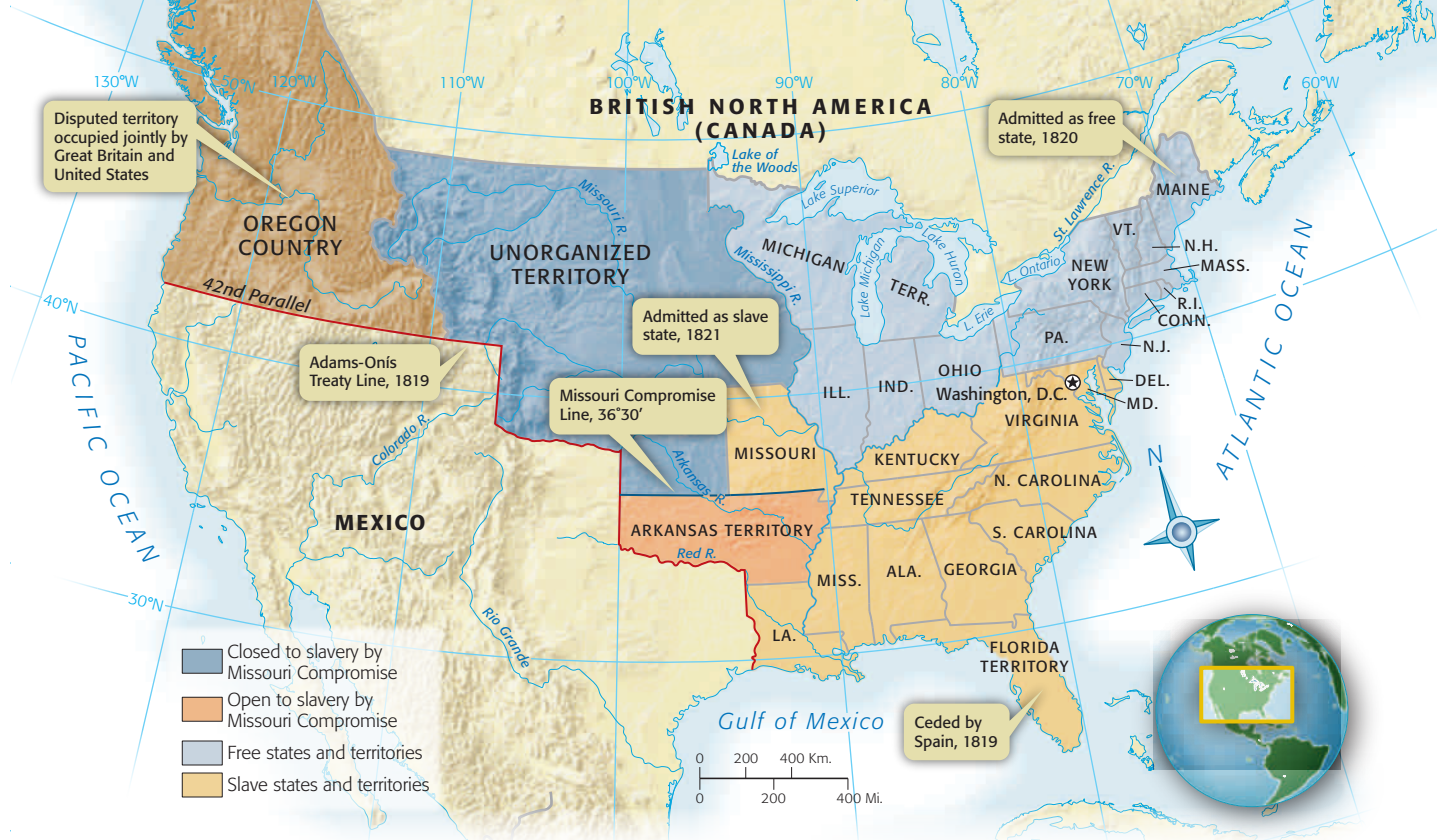 130°W
50°N
120°W
110°W
100°W
90°W
80°W
70°W
60°W
BRITISH NORTH AMERICA
(CANADA)
Disputed territory
occupied jointly by
Great Britain and
United States
Admitted as free
state, 1820
Lake of
the Woods
Missouri R.
Lake Superior
St. Lawrence R.
MAINE
OREGON
COUNTRY
UNORGANIZED
TERRITORY
Mississippi R.
MICHIGAN
TERR.
Lake Michigan
Lake Huron
L. Ontario
L. Erie
VT.
NEW
YORK
N.H.
MASS.
R.I.
CONN.
40°N
42nd Parallel
Admitted as slave
state, 1821
PA.
N.J.
ATLANTIC OCEAN
PACIFIC OCEAN
Adams-Onís
Treaty Line, 1819
Missouri Compromise
Line, 36°30′
ILL.
IND.
OHIO
Washington, D.C.
DEL.
MD.
VIRGINIA
Colorado R.
Arkansas R.
MISSOURI
KENTUCKY
N
TENNESSEE
N. CAROLINA
MEXICO
ARKANSAS TERRITORY
Red R.
S. CAROLINA
MISS.
ALA.
GEORGIA
30°N
Rio Grande
LA.
FLORIDA
TERRITORY
Closed to slavery by
Missouri Compromise
Open to slavery by
Missouri Compromise
Free states and territories
Slave states and territories
Gulf of Mexico
Ceded by
Spain, 1819
0 200 400 Km.
0 200 400 Mi.